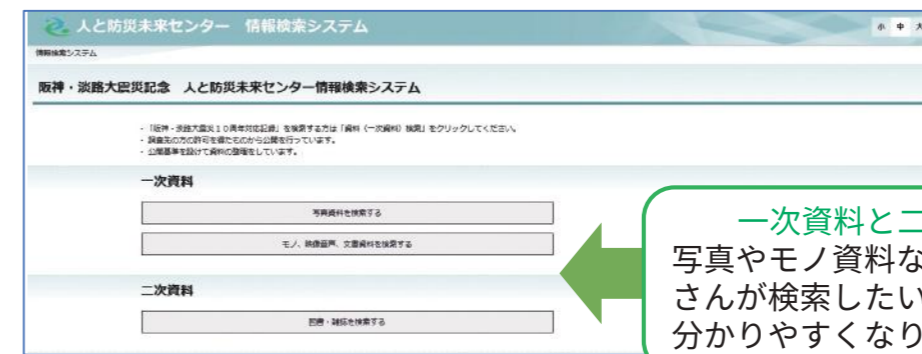 人と防災未来センター　情報検索システム
小 中 大
情報検索システム
阪神・淡路大震災記念　人と防災未来センター情報検索システム
・「阪神・淡路大震災１０周年対応記録」を検索する方は「資料（一次資料）検索」をクリックしてください。
・調査先の方の許可を得たものから公開を行っています。
・公開基準を設けて資料の整理をしています。
一次資料
写真資料を検索する
モノ、映像音声、文書資料を検索する
二次資料
図書・雑誌を検索する
一次資料と二
写真やモノ資料な
さんが検索したい
分かりやすくなり